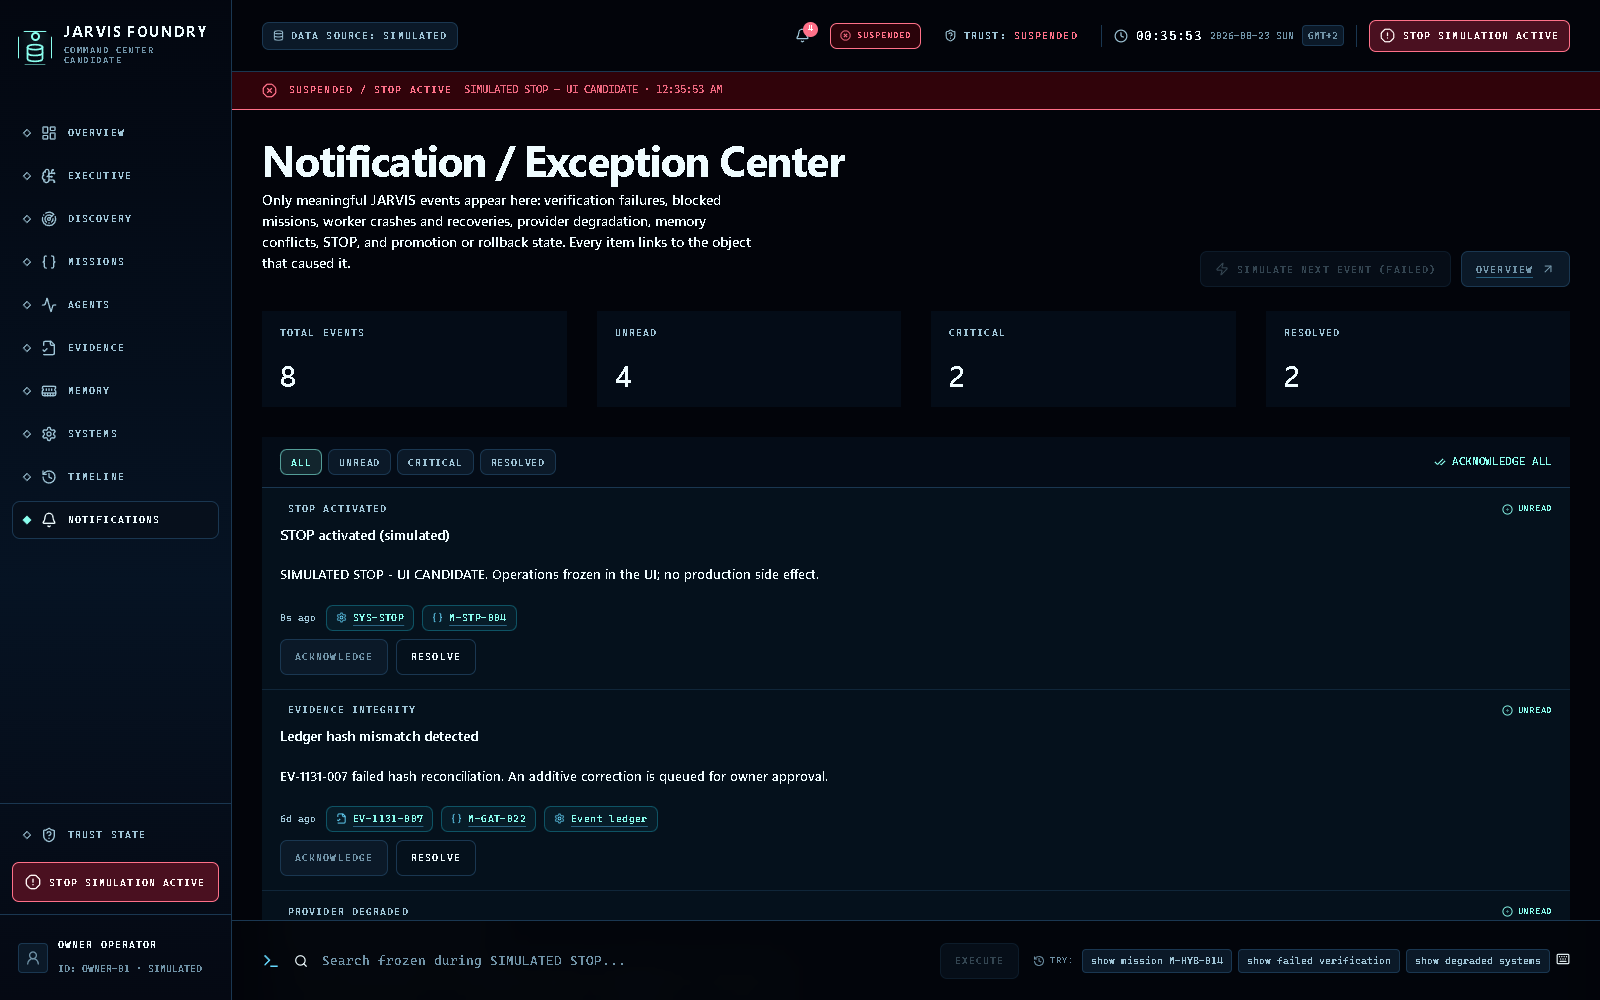 JARVIS FOUNDRY
COMMAND CENTER
CANDIDATE
OVERVIEW
EXECUTIVE
DISCOVERY
MISSIONS
AGENTS
EVIDENCE
MEMORY
SYSTEMS
TIMELINE
NOTIFICATIONS
TRUST STATE
STOP SIMULATION ACTIVE
OWNER OPERATOR
ID: OWNER-01 • SIMULATED
DATA SOURCE: SIMULATED
4
SUSPENDED
TRUST: SUSPENDED
00:35:53 2026-08-23 SUN GMT+2
STOP SIMULATION ACTIVE
SUSPENDED / STOP ACTIVE SIMULATED STOP — UI CANDIDATE · 12:35:53 AM
Notification / Exception Center
Only meaningful JARVIS events appear here: verification failures, blocked
missions, worker crashes and recoveries, provider degradation, memory
conflicts, STOP, and promotion or rollback state. Every item links to the object
that caused it.
SIMULATE NEXT EVENT (FAILED)
OVERVIEW
TOTAL EVENTS
8
UNREAD
4
CRITICAL
2
RESOLVED
2
ALL
UNREAD
CRITICAL
RESOLVED
ACKNOWLEDGE ALL
STOP ACTIVATED
UNREAD
STOP activated (simulated)
SIMULATED STOP - UI CANDIDATE. Operations frozen in the UI; no production side effect.
0s ago SYS-STOP M-STP-004
ACKNOWLEDGE RESOLVE
EVIDENCE INTEGRITY
UNREAD
Ledger hash mismatch detected
EV-1131-007 failed hash reconciliation. An additive correction is queued for owner approval.
6d ago EV-1131-007 M-GAT-022 Event ledger
ACKNOWLEDGE RESOLVE
PROVIDER DEGRADED
UNREAD
Search frozen during SIMULATED STOP...
EXECUTE
TRY: show mission M-HYB-014 show failed verification show degraded systems